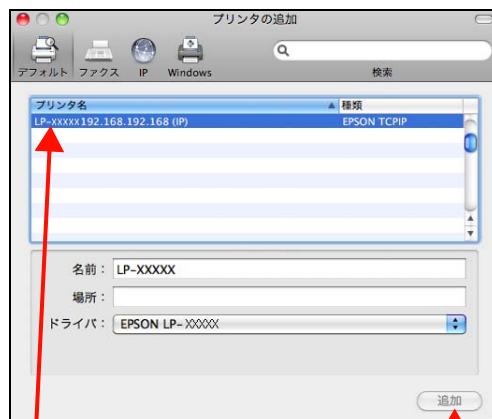 プリンタの追加
デフォルト ファクス IP Windows 検索
プリンタ名 種類
LP-xxxxx192.168.192.168 (IP) EPSON TCPIP
名前： LP-XXXXX
場所：
ドライバ： EPSON LP-XXXXX
追加